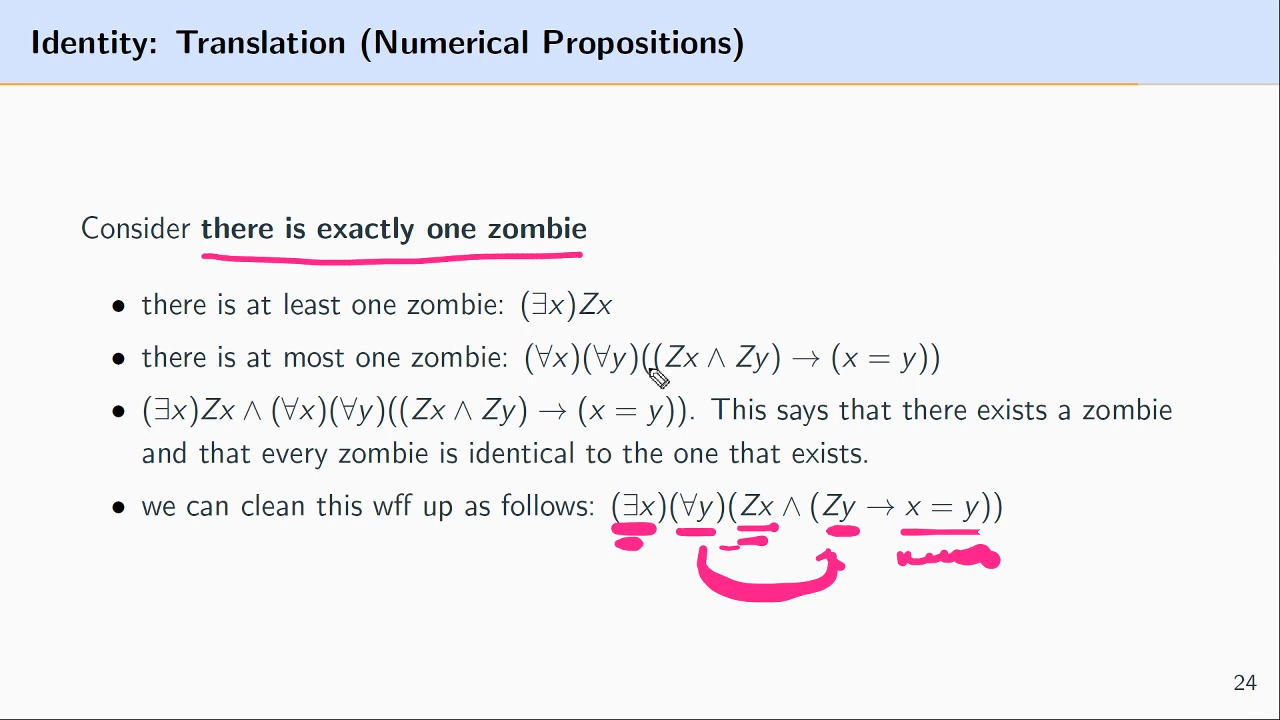 Identity: Translation (Numerical Propositions)
Consider there is exactly one zombie
• there is at least one zombie: (∃x)Zx
• there is at most one zombie: (∀x)(∀y)((Zx ∧ Zy) → (x = y))
• (∃x)Zx ∧ (∀x)(∀y)((Zx ∧ Zy) → (x = y)). This says that there exists a zombie
and that every zombie is identical to the one that exists.
• we can clean this wff up as follows: (∃x)(∀y)(Zx ∧ (Zy → x = y))
24